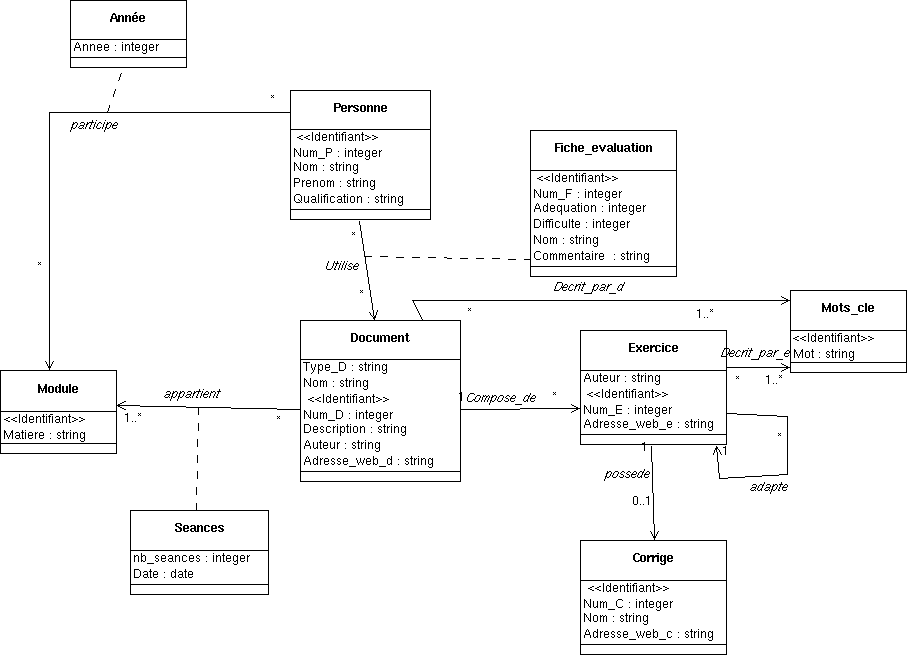 Année
Annee : integer
*
participe
*
Personne
<<Identifiant>>
Num_P : integer
Nom : string
Prenom : string
Qualification : string
Fiche_evaluation
<<Identifiant>>
Num_F : integer
Adequation : integer
Difficulte : integer
Nom : string
Commentaire : string
*
Utilise
*
Decrit_par_d
*
1..*
Mots_cle
<<Identifiant>>
Mot : string
Document
Type_D : string
Nom : string
<<Identifiant>>
Num_D : integer
Description : string
Auteur : string
Adresse_web_d : string
Exercice
Auteur : string
<<Identifiant>>
Num_E : integer
Adresse_web_e : string
Decrit_par_e
*
1..*
Module
<<Identifiant>>
Matiere : string
appartient
1..*
*
1
Compose_de
*
*
1
adapte
1
possede
0..1
Seances
nb_seances : integer
Date : date
Corrige
<<Identifiant>>
Num_C : integer
Nom : string
Adresse_web_c : string